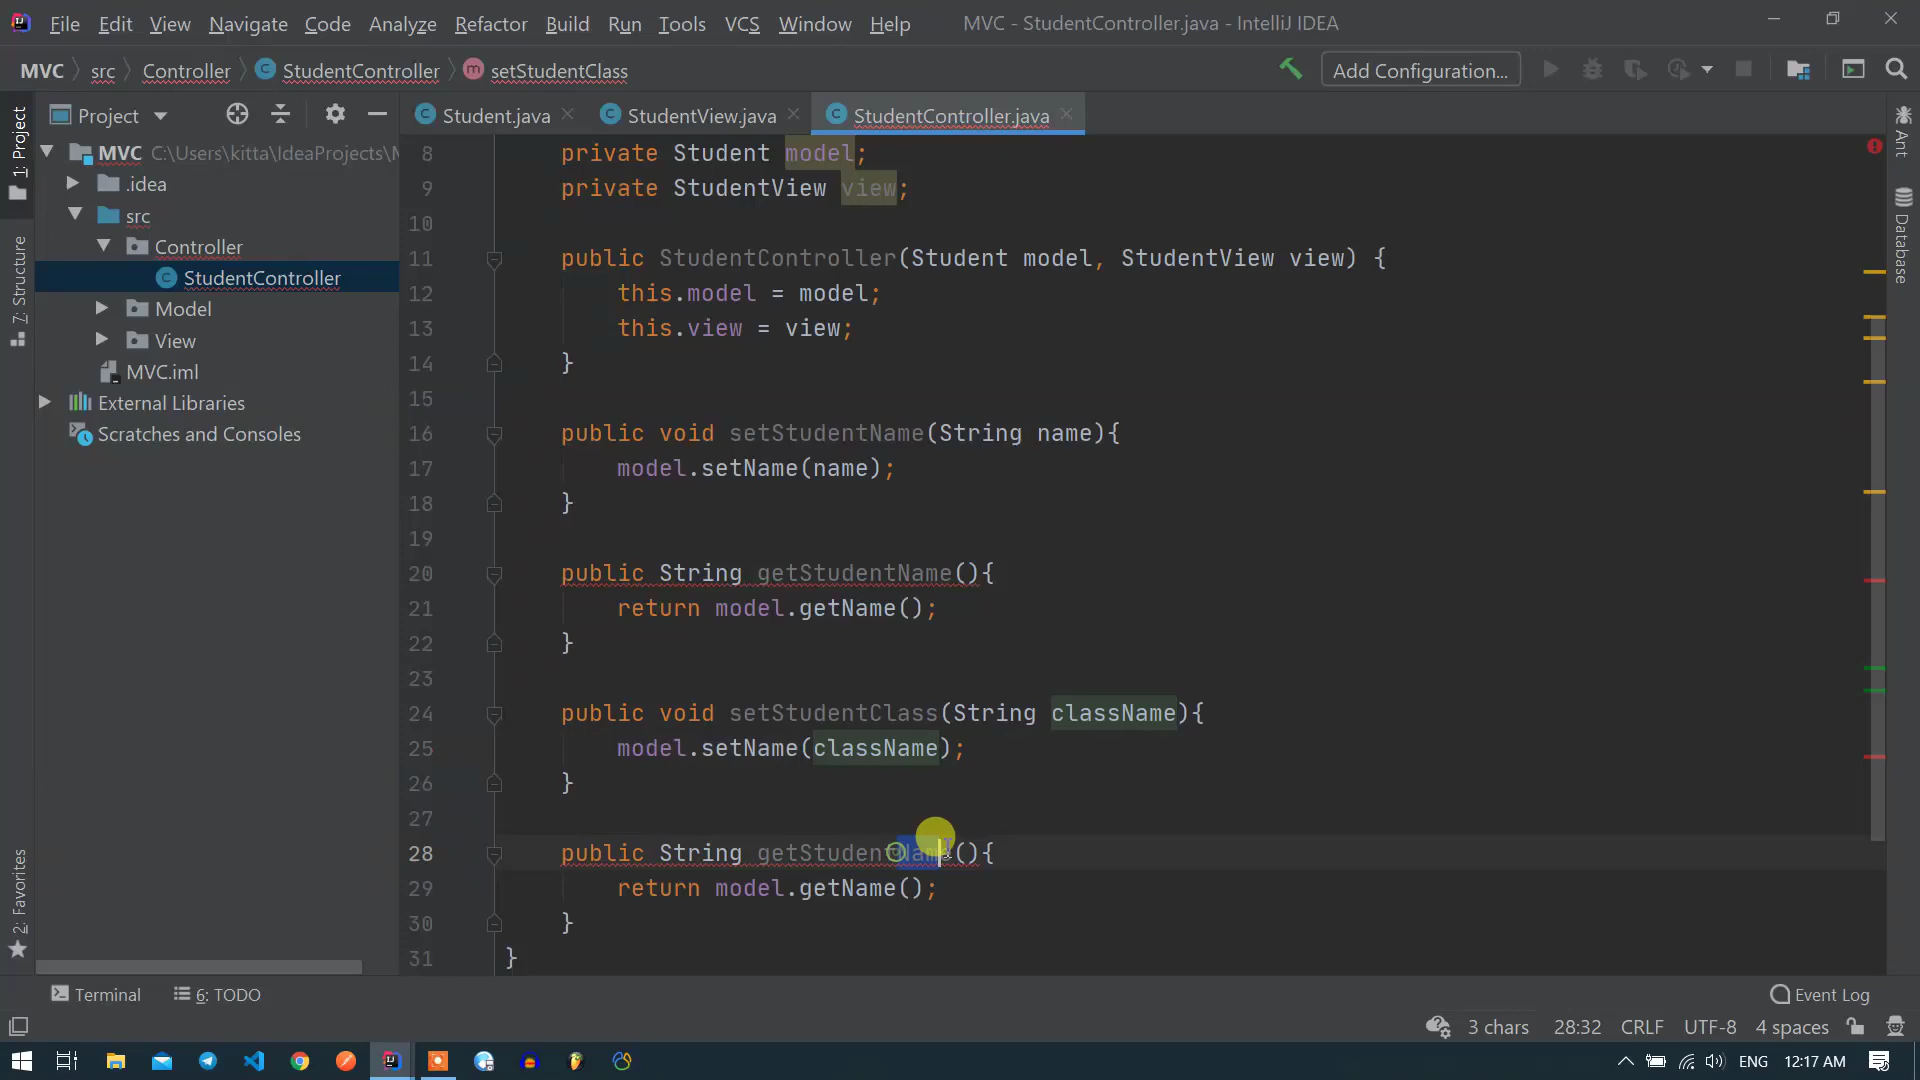 File Edit View Navigate Code Analyze Refactor Build Run Tools VCS Window Help MVC - StudentController.java - IntelliJ IDEA
MVC src Controller StudentController setStudentClass Add Configuration...
1: Project
7: Structure
2: Favorites
Project
MVC C:\Users\kitta\IdeaProjects\
.idea
src
Controller
StudentController
Model
View
MVC.iml
External Libraries
Scratches and Consoles
Student.java StudentView.java StudentController.java
8 private Student model;
9 private StudentView view;
10
11 public StudentController(Student model, StudentView view) {
12 this.model = model;
13 this.view = view;
14 }
15
16 public void setStudentName(String name){
17 model.setName(name);
18 }
19
20 public String getStudentName(){
21 return model.getName();
22 }
23
24 public void setStudentClass(String className){
25 model.setName(className);
26 }
27
28 public String getStudentName(){
29 return model.getName();
30 }
31 }
Ant
Database
Terminal 6: TODO Event Log
3 chars 28:32 CRLF UTF-8 4 spaces
ENG 12:17 AM